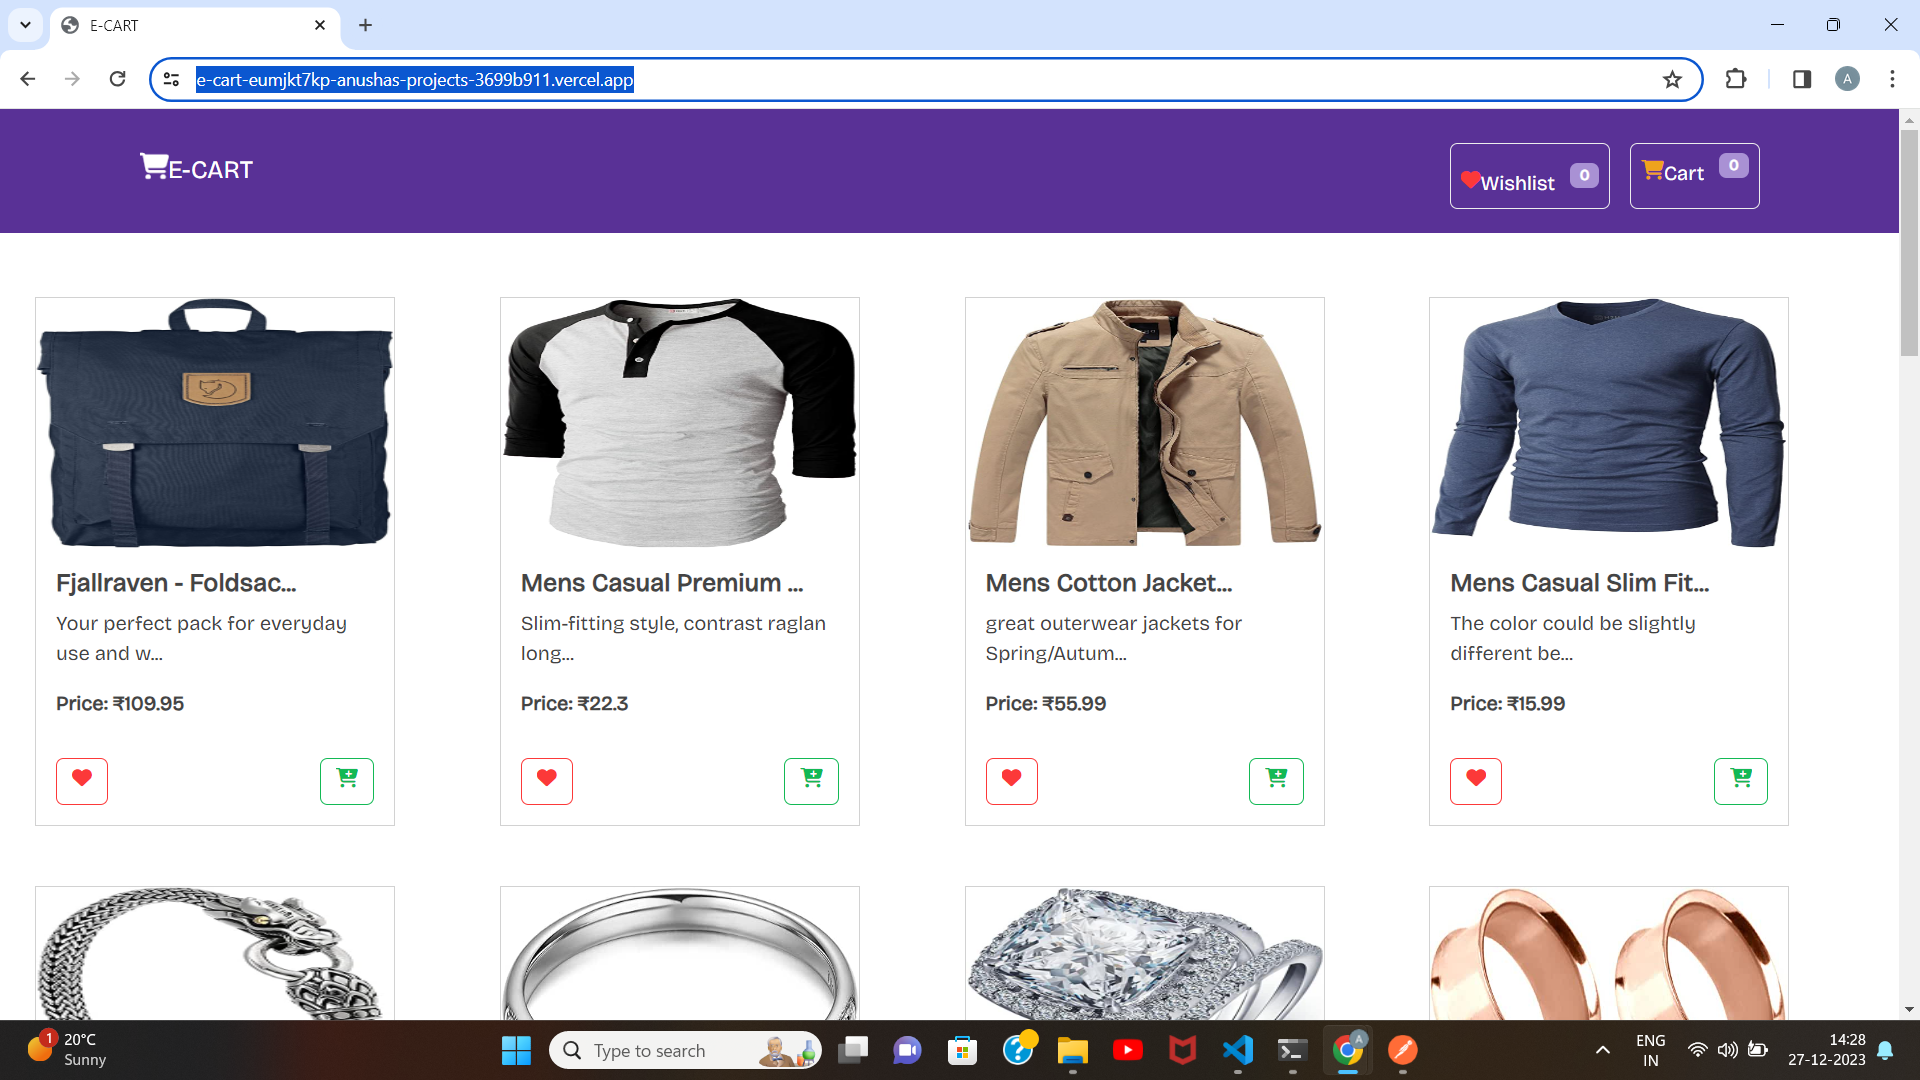 E-CART
e-cart-eumjkt7kp-anushas-projects-3699b911.vercel.app
A
E-CART
Wishlist 0
Cart 0
Fjallraven - Foldsac...
Your perfect pack for everyday
use and w...
Price: ₹109.95
Mens Casual Premium ...
Slim-fitting style, contrast raglan
long...
Price: ₹22.3
Mens Cotton Jacket...
great outerwear jackets for
Spring/Autum...
Price: ₹55.99
Mens Casual Slim Fit...
The color could be slightly
different be...
Price: ₹15.99
1
20°C
Sunny
Type to search
A
ENG
IN
14:28
27-12-2023